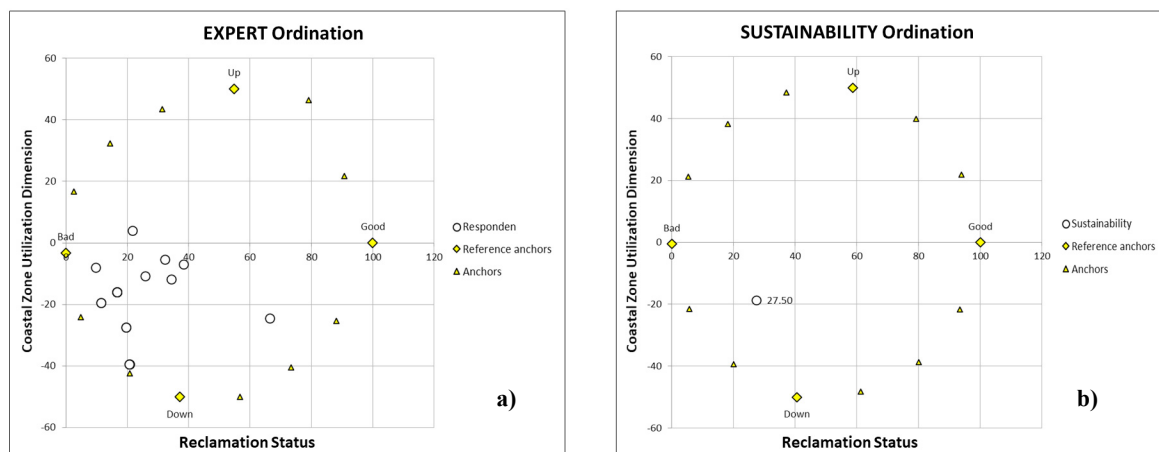 EXPERT Ordination
60
Up
40
20
Bad
Good
0
0 20 40 60 80 100 120
-20
-40
Down
-60
Coastal Zone Utilization Dimension
Reclamation Status
Responden
Reference anchors
Anchors
a)
SUSTAINABILITY Ordination
60
Up
40
20
Bad
Good
0
0 20 40 60 80 100 120
27.50
-20
-40
Down
-60
Coastal Zone Utilization Dimension
Reclamation Status
Sustainability
Reference anchors
Anchors
b)